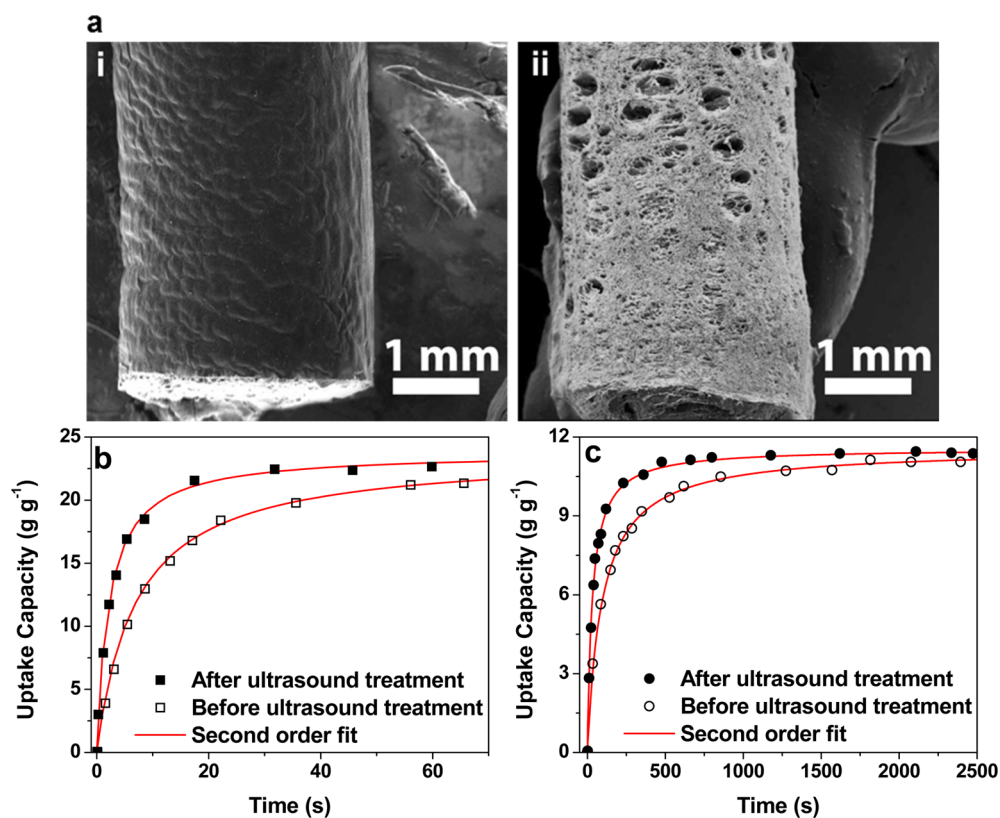 a
i
ii
1 mm
1 mm
b
25
20
15
10
5
0
Uptake Capacity (g g⁻¹)
After ultrasound treatment
Before ultrasound treatment
Second order fit
0 20 40 60
Time (s)
c
12
9
6
3
0
Uptake Capacity (g g⁻¹)
After ultrasound treatment
Before ultrasound treatment
Second order fit
0 500 1000 1500 2000 2500
Time (s)